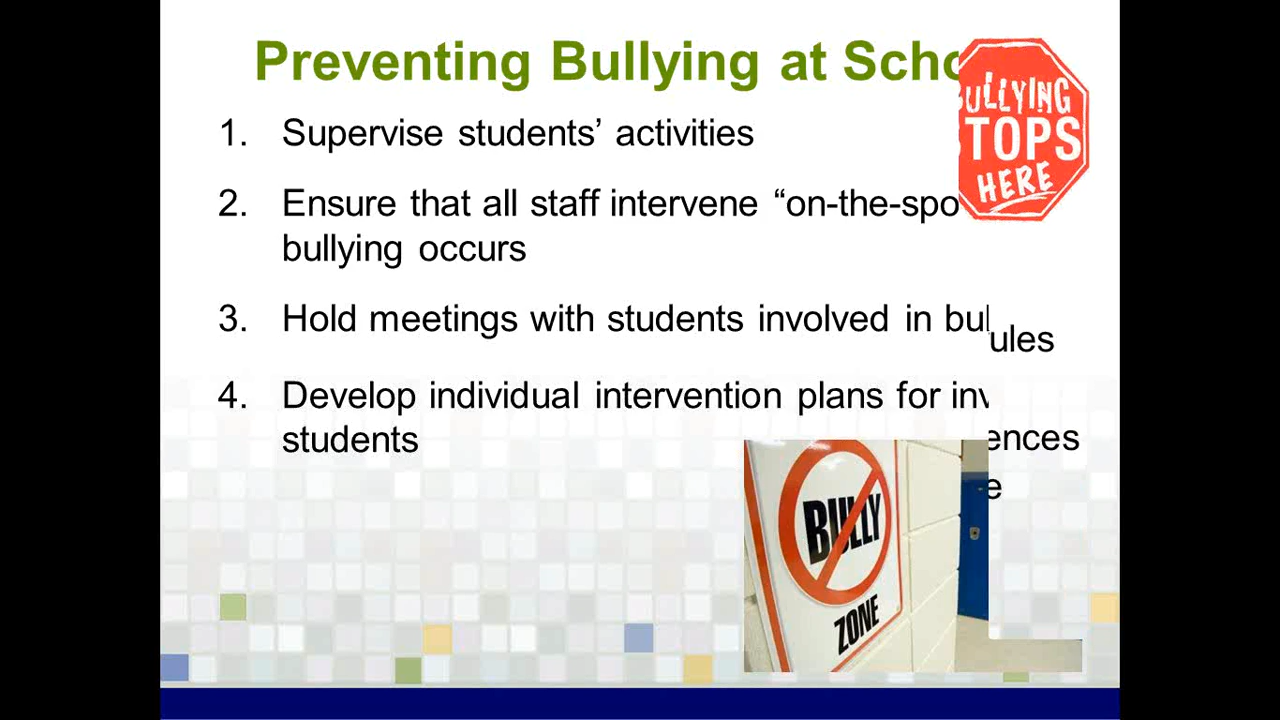 Preventing Bullying at Scho
BULLYING
STOPS
HERE
1. Supervise students’ activities
2. Ensure that all staff intervene “on-the-spo
bullying occurs
3. Hold meetings with students involved in bul
ules
4. Develop individual intervention plans for inv
students
ences
e
BULLY
ZONE